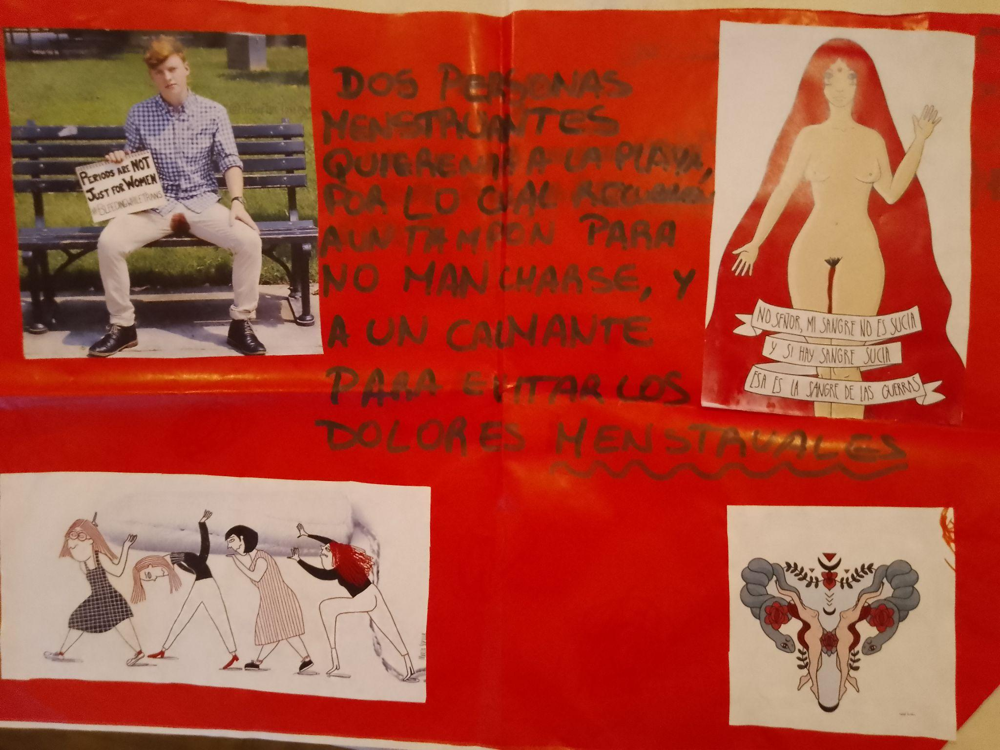 PERIODS ARE NOT
JUST FOR WOMEN
#BLEEDINGWHILETRANS
DOS PERSONAS
MENSTRUANTES
QUIEREN IR A LA PLAYA,
POR LO CUAL RECURREN
A UN TAMPON PARA
NO MANCHARSE, Y
A UN CALMANTE
PARA EVITAR LOS
DOLORES MENSTRUALES
NO SEÑOR, MI SANGRE NO ES SUCIA
Y SI HAY SANGRE SUCIA
ESA ES LA SANGRE DE LAS GUERRAS